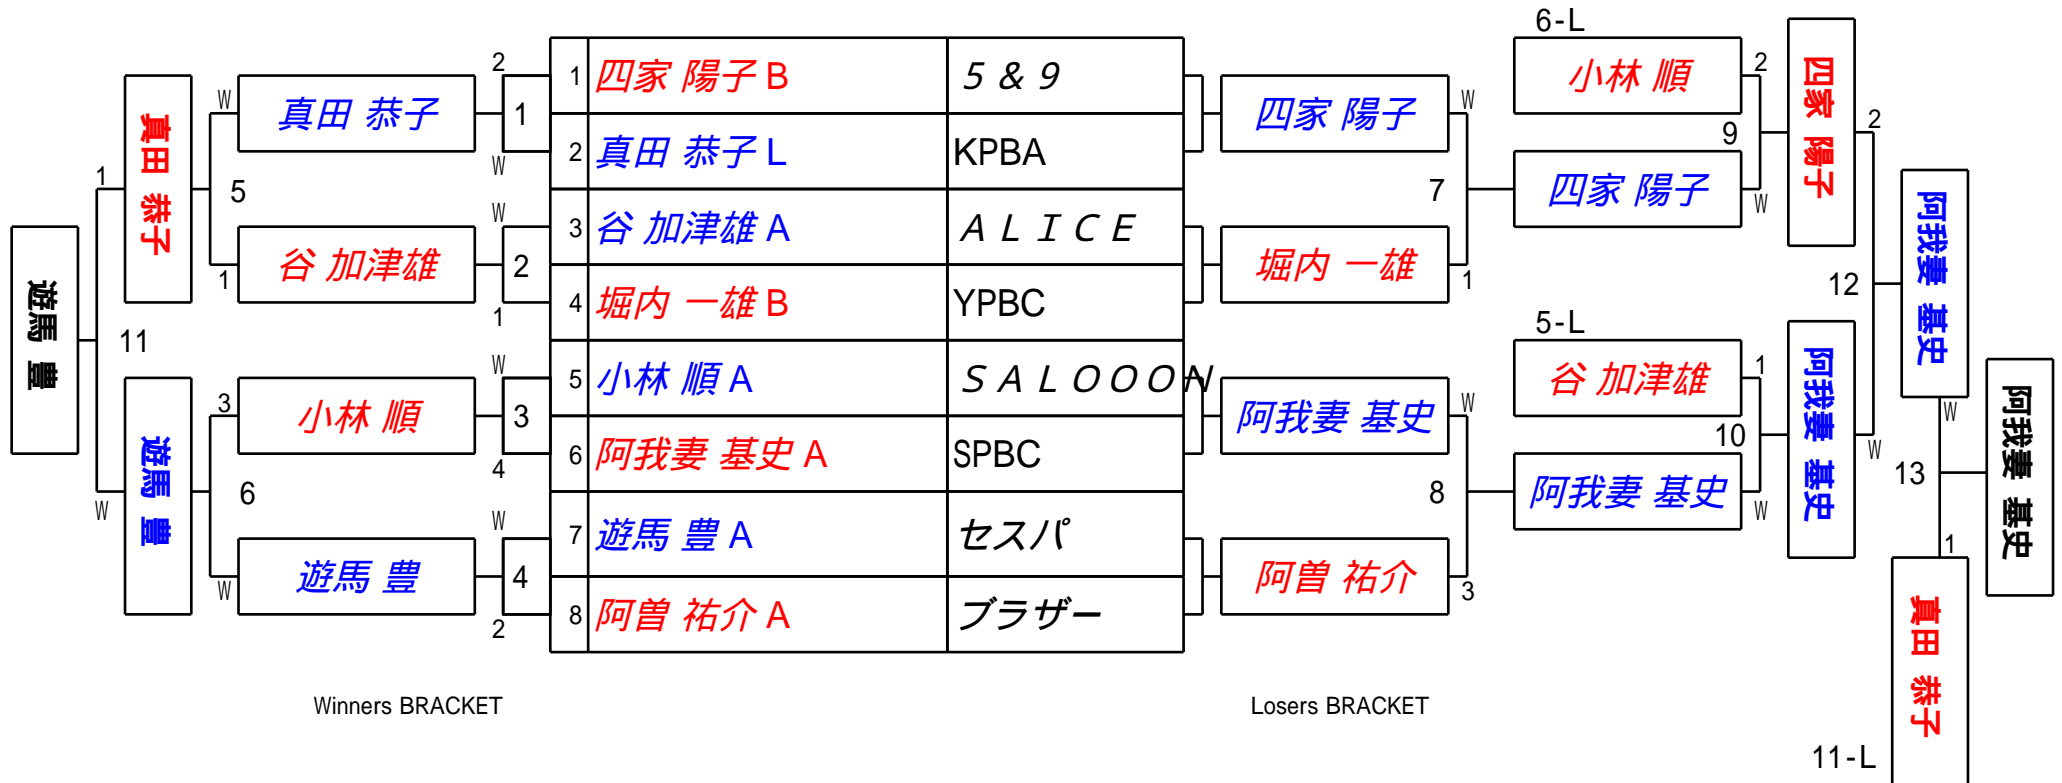 6-L
2
1 四家 陽子 B 5 & 9
小林 順
2
四家 陽子
W
真田 恭子
1
四家 陽子
W
9
2
真田 恭子
2 真田 恭子 L KPBA
W
7
四家 陽子
W
1
5
W
3 谷 加津雄 A ALICE
12
阿我妻 基史
谷 加津雄
1
2
堀内 一雄
1
遊馬 豊
11
4 堀内 一雄 B YPBC
1
5-L
W
5 小林 順 A SALOOON
谷 加津雄
1
阿我妻 基史
3
小林 順
3
阿我妻 基史
W
10
W
遊馬 豊
4
6 阿我妻 基史 A SPBC
8
阿我妻 基史
W
W
13
阿我妻 基史
W
6
W
7 遊馬 豊 A セスパ
1
W
遊馬 豊
4
阿曽 祐介
3
2
8 阿曽 祐介 A ブラザー
真田 恭子
Winners BRACKET
Losers BRACKET
11-L